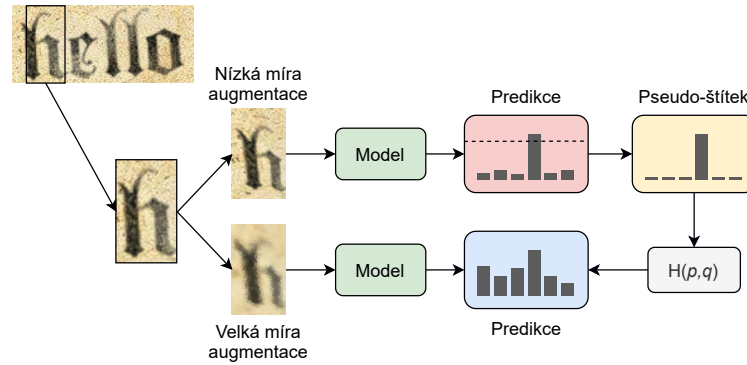 hello
Nízká míra
augmentace
Predikce
Pseudo-štítek
h
h
Model
h
Model
H(p,q)
Velká míra
augmentace
Predikce